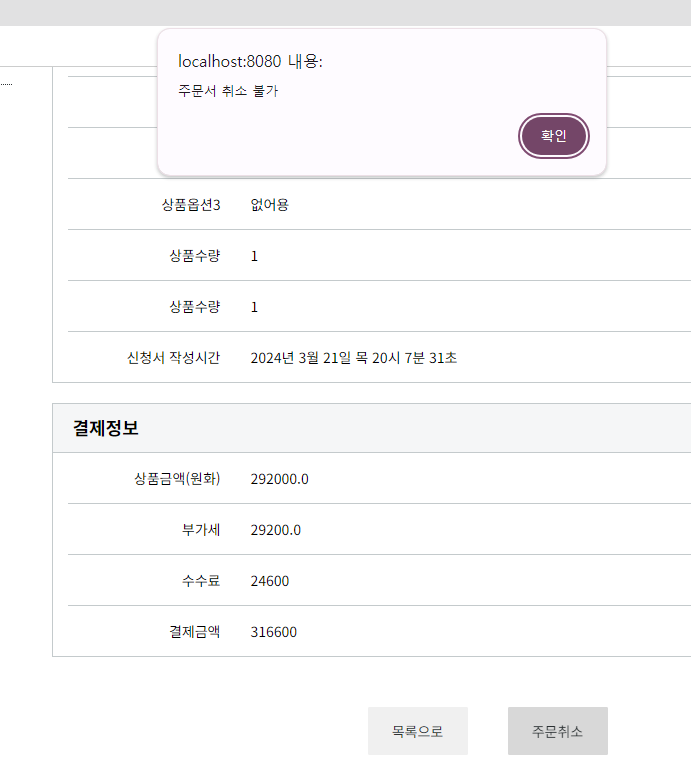 localhost:8080 내용:
주문서 취소 불가
확인
상품옵션3 없어용
상품수량 1
상품수량 1
신청서 작성시간 2024년 3월 21일 목 20시 7분 31초
결제정보
상품금액(원화) 292000.0
부가세 29200.0
수수료 24600
결제금액 316600
목록으로 주문취소